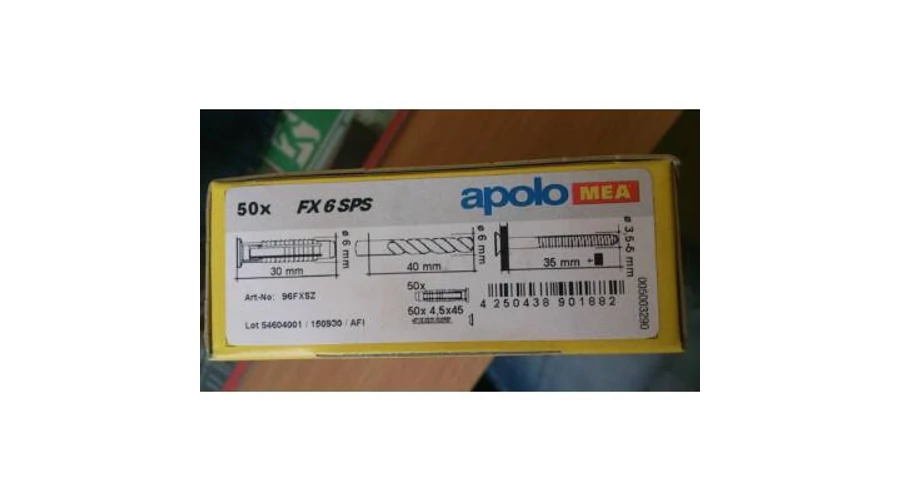 50x FX 6 SPS apolo MEA
ø 6 mm
ø 6 mm
ø 3,5-5 mm
30 mm
40 mm
35 mm +
Art-No: 96FXSZ
50x
50x 4,5x45
4 250438 901882
005003290
Lot 54604001 / 150930 / AFI